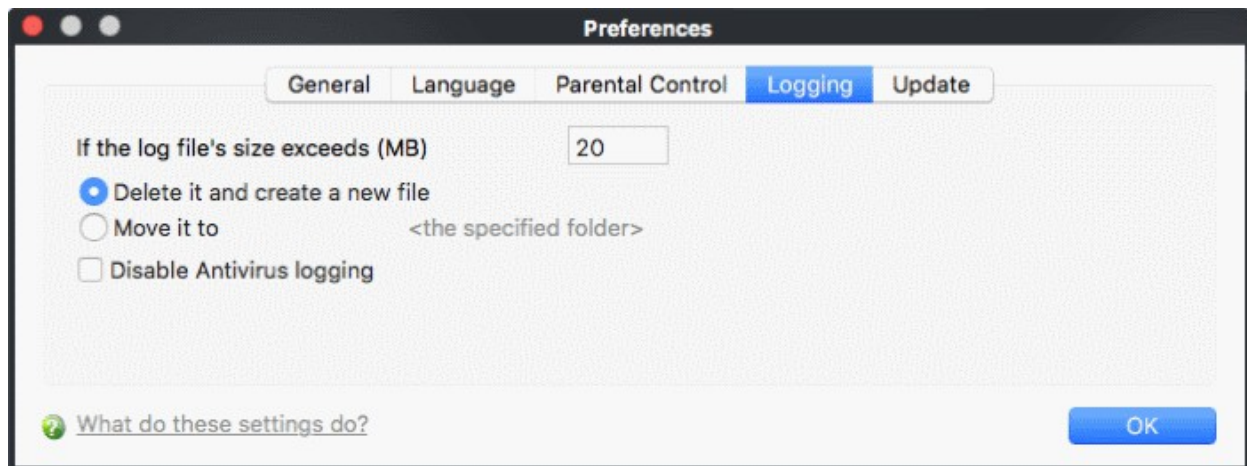 Preferences
General Language Parental Control Logging Update
If the log file's size exceeds (MB) 20
Delete it and create a new file
Move it to <the specified folder>
Disable Antivirus logging
What do these settings do? OK